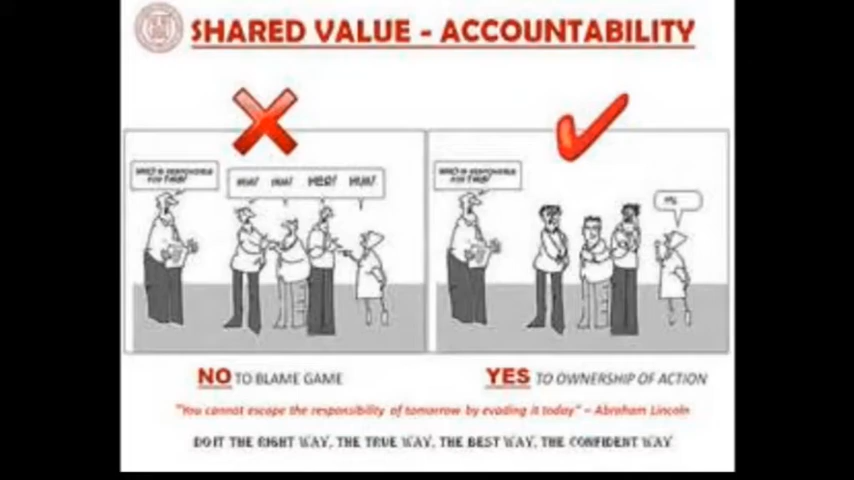 SHARED VALUE - ACCOUNTABILITY
WHO IS RESPONSIBLE
FOR THIS?
HIM! HIM! HER! HIM!
WHO IS RESPONSIBLE
FOR THIS?
NO TO BLAME GAME
YES TO OWNERSHIP OF ACTION
"You cannot escape the responsibility of tomorrow by evading it today" – Abraham Lincoln
DO IT THE RIGHT WAY, THE TRUE WAY, THE BEST WAY, THE CONFIDENT WAY